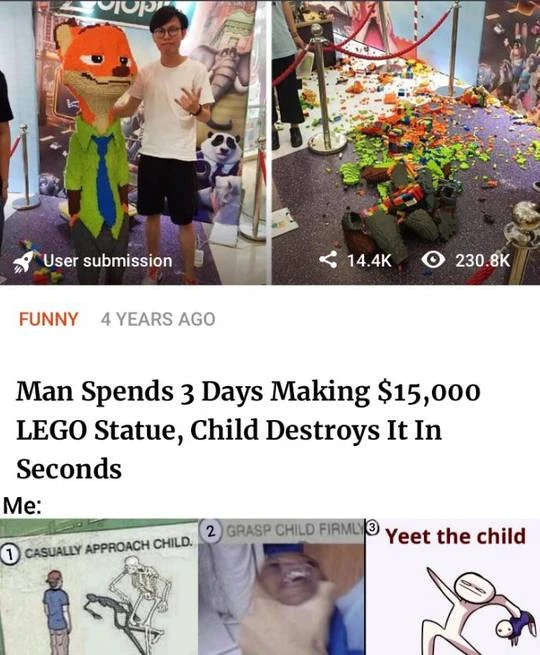 User submission
14.4K
230.8K
FUNNY 4 YEARS AGO
Man Spends 3 Days Making $15,000
LEGO Statue, Child Destroys It In
Seconds
Me:
1 CASUALLY APPROACH CHILD.
2 GRASP CHILD FIRMLY
3 Yeet the child